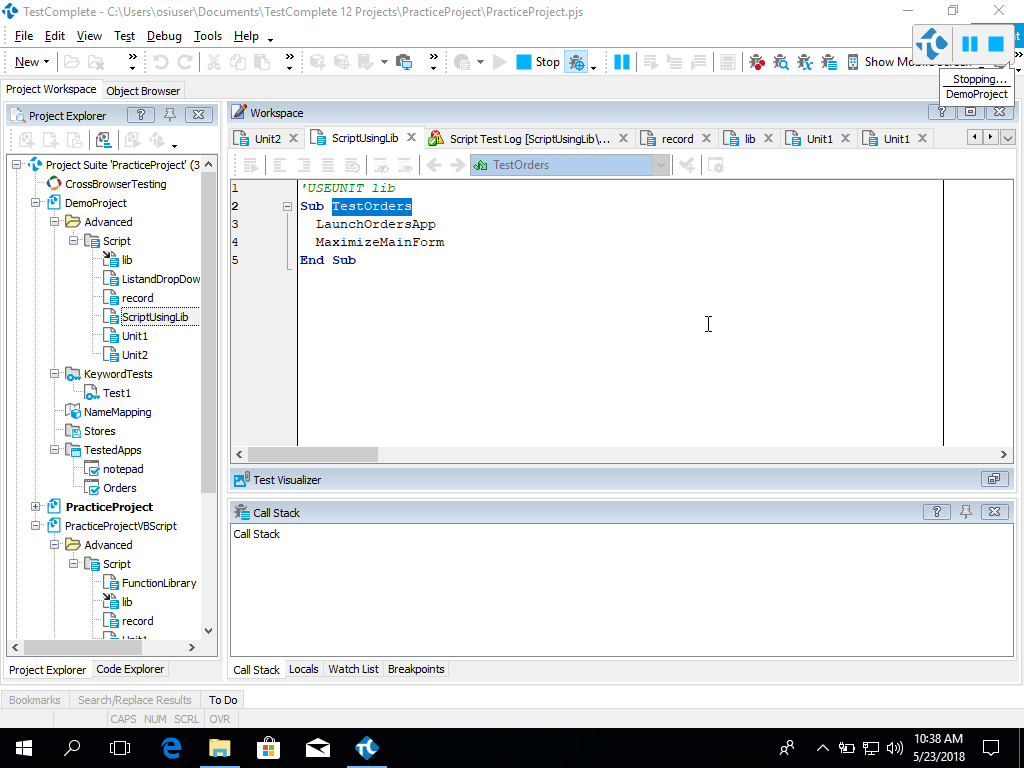 TestComplete - C:\Users\osiuser\Documents\TestComplete 12 Projects\PracticeProject\PracticeProject.pjs
File Edit View Test Debug Tools Help
New Stop Show Mo
Stopping...
DemoProject
Project Workspace Object Browser
Project Explorer
Project Suite 'PracticeProject' (3
CrossBrowserTesting
DemoProject
Advanced
Script
lib
ListandDropDow
record
ScriptUsingLib
Unit1
Unit2
KeywordTests
Test1
NameMapping
Stores
TestedApps
notepad
Orders
PracticeProject
PracticeProjectVBScript
Advanced
Script
FunctionLibrary
lib
record
Unit1
Project Explorer Code Explorer
Workspace
Unit2 ScriptUsingLib Script Test Log [ScriptUsingLib\... record lib Unit1 Unit1
TestOrders
1 'USEUNIT lib
2 Sub TestOrders
3 LaunchOrdersApp
4 MaximizeMainForm
5 End Sub
Test Visualizer
Call Stack
Call Stack
Call Stack Locals Watch List Breakpoints
Bookmarks Search/Replace Results To Do
CAPS NUM SCRL OVR
10:38 AM
5/23/2018